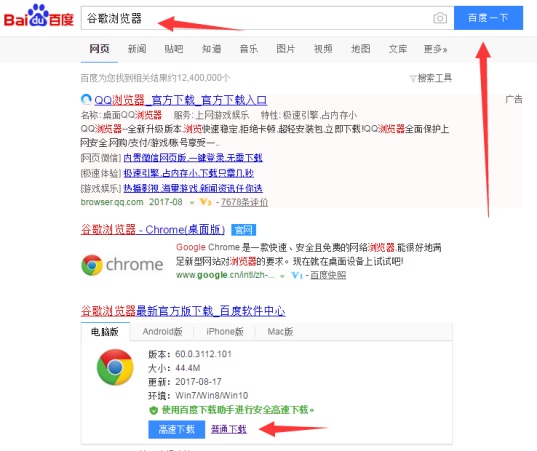 Bai百度 谷歌浏览器 百度一下
网页 新闻 贴吧 知道 音乐 图片 视频 地图 文库 更多»
百度为您找到相关结果约12,400,000个 搜索工具
QQ浏览器_官方下载_官方下载入口 广告
名称:桌面QQ浏览器 服务:上网游戏娱乐 特性:极速引擎,占内存小
QQ浏览器--全新升级版本,浏览快速稳定,拒绝卡顿,超轻安装包,立即下载!QQ浏览器全面保护上
网安全,网购/支付/游戏/账号享受一..
[网页微信] 内置微信网页版,一键登录,无需下载
[极速体验] 极速引擎,占内存小,下载只需几秒
[游戏娱乐] 热播影视,海量游戏,新闻资讯任你选
browser.qq.com 2017-08 V3 - 7678条评价
谷歌浏览器 - Chrome(桌面版) 官网
chrome
Google Chrome 是一款快速、安全且免费的网络浏览器,能很好地满
足新型网站对浏览器的要求。现在就在桌面设备上试试吧!
www.google.cn/intl/zh-... V1 - 百度快照
谷歌浏览器最新官方版下载_百度软件中心
电脑版 Android版 iPhone版 Mac版
版本: 60.0.3112.101
大小: 44.4M
更新: 2017-08-17
环境: Win7/Win8/Win10
使用百度下载助手进行安全高速下载。
高速下载 普通下载